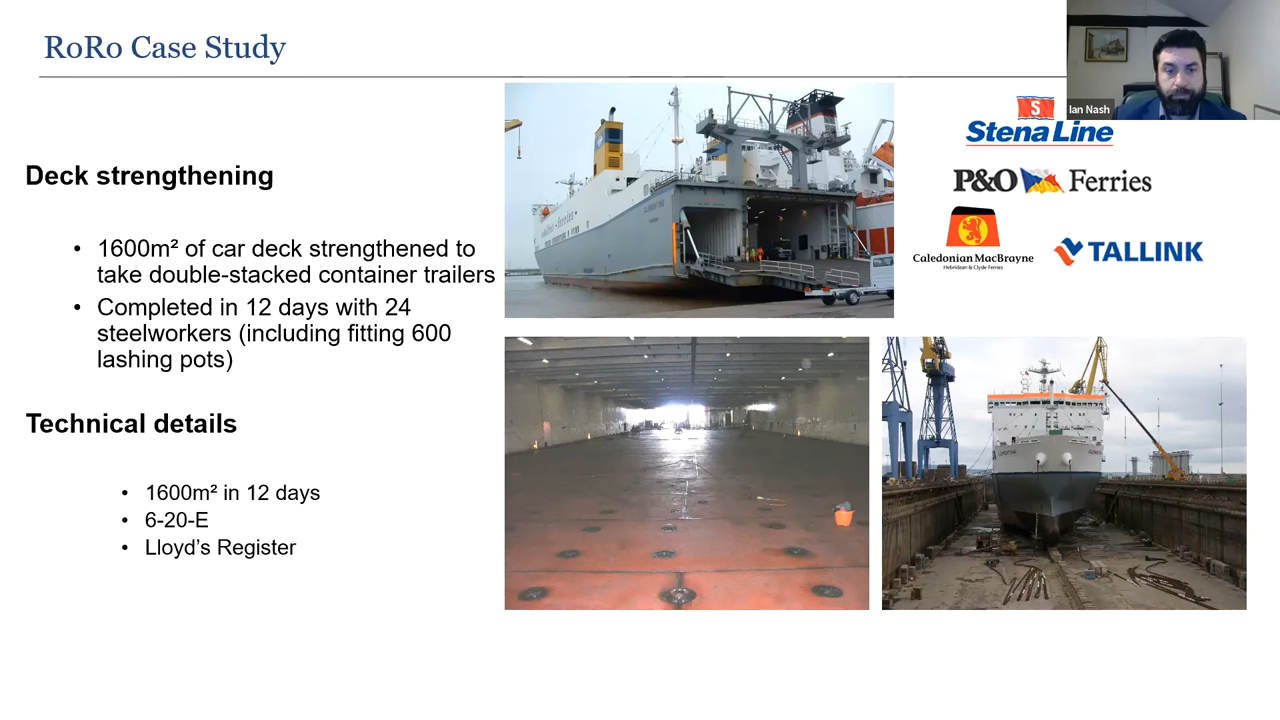 RoRo Case Study
Ian Nash
S
Stena Line
P&O Ferries
Caledonian MacBrayne
Hebridean & Clyde Ferries
TALLINK
Deck strengthening
• 1600m² of car deck strengthened to
take double-stacked container trailers
• Completed in 12 days with 24
steelworkers (including fitting 600
lashing pots)
Technical details
• 1600m² in 12 days
• 6-20-E
• Lloyd’s Register